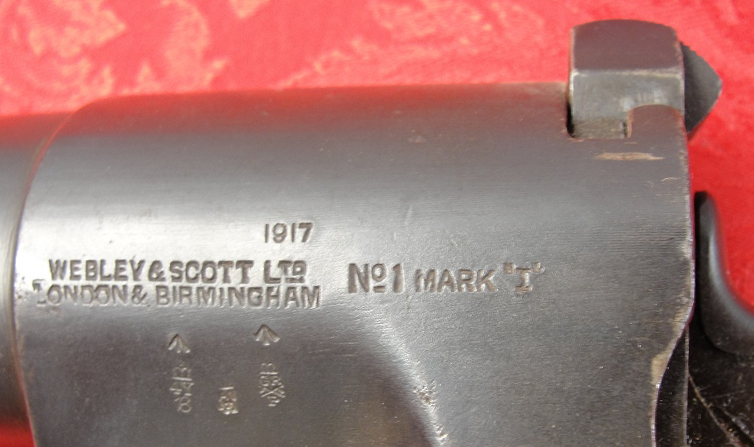 1917
WEBLEY & SCOTT LTD
LONDON & BIRMINGHAM
No1 MARK "I"